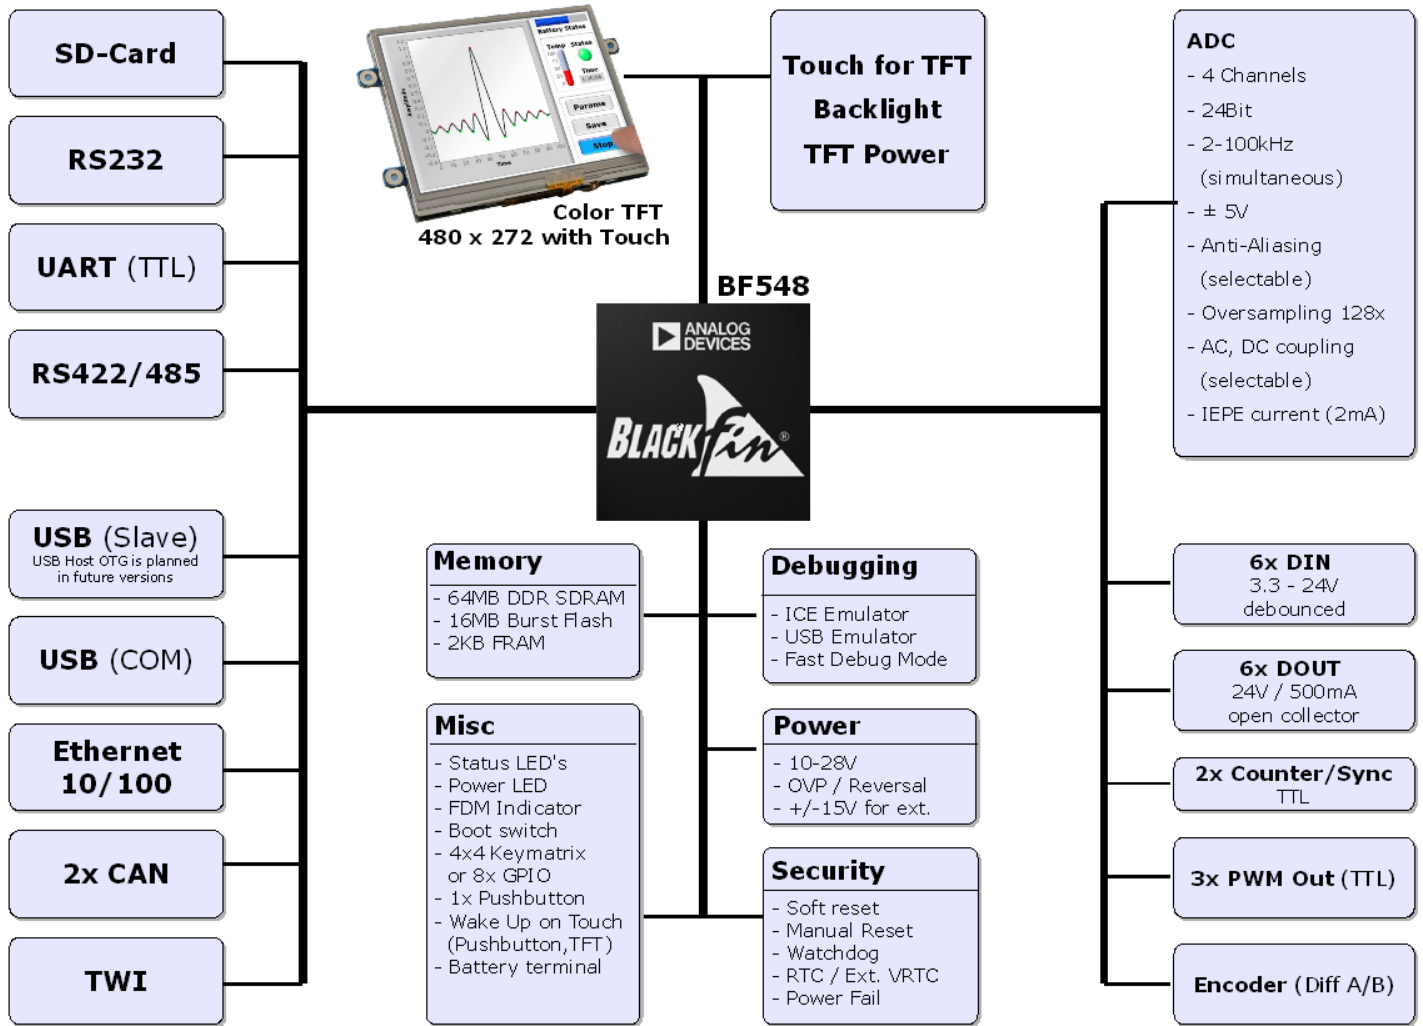 SD-Card
RS232
UART (TTL)
RS422/485
USB (Slave)
USB Host OTG is planned
in future versions
USB (COM)
Ethernet
10/100
2x CAN
TWI
Battery Status
Temp Status
Time
Params
Save
Stop
Amplitude
Time
Color TFT
480 x 272 with Touch
Touch for TFT
Backlight
TFT Power
BF548
ANALOG
DEVICES
BLACKfin®
Memory
- 64MB DDR SDRAM
- 16MB Burst Flash
- 2KB FRAM
Misc
- Status LED's
- Power LED
- FDM Indicator
- Boot switch
- 4x4 Keymatrix
or 8x GPIO
- 1x Pushbutton
- Wake Up on Touch
(Pushbutton,TFT)
- Battery terminal
Debugging
- ICE Emulator
- USB Emulator
- Fast Debug Mode
Power
- 10-28V
- OVP / Reversal
- +/-15V for ext.
Security
- Soft reset
- Manual Reset
- Watchdog
- RTC / Ext. VRTC
- Power Fail
ADC
- 4 Channels
- 24Bit
- 2-100kHz
(simultaneous)
- ± 5V
- Anti-Aliasing
(selectable)
- Oversampling 128x
- AC, DC coupling
(selectable)
- IEPE current (2mA)
6x DIN
3.3 - 24V
debounced
6x DOUT
24V / 500mA
open collector
2x Counter/Sync
TTL
3x PWM Out (TTL)
Encoder (Diff A/B)